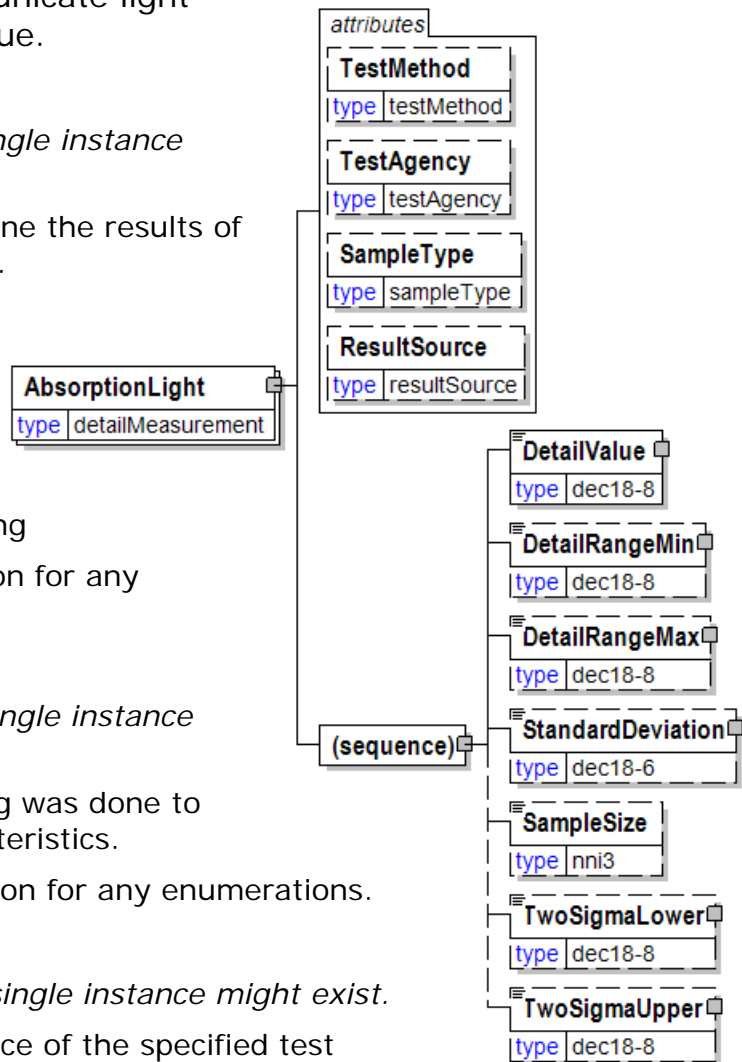 unicate light
ue.
ngle instance
ne the results of
.
ng
on for any
ngle instance
g was done to
teristics.
on for any enumerations.
single instance might exist.
ce of the specified test
attributes
TestMethod
type testMethod
TestAgency
type testAgency
SampleType
type sampleType
ResultSource
type resultSource
AbsorptionLight
type detailMeasurement
(sequence)
DetailValue
type dec18-8
DetailRangeMin
type dec18-8
DetailRangeMax
type dec18-8
StandardDeviation
type dec18-6
SampleSize
type nni3
TwoSigmaLower
type dec18-8
TwoSigmaUpper
type dec18-8